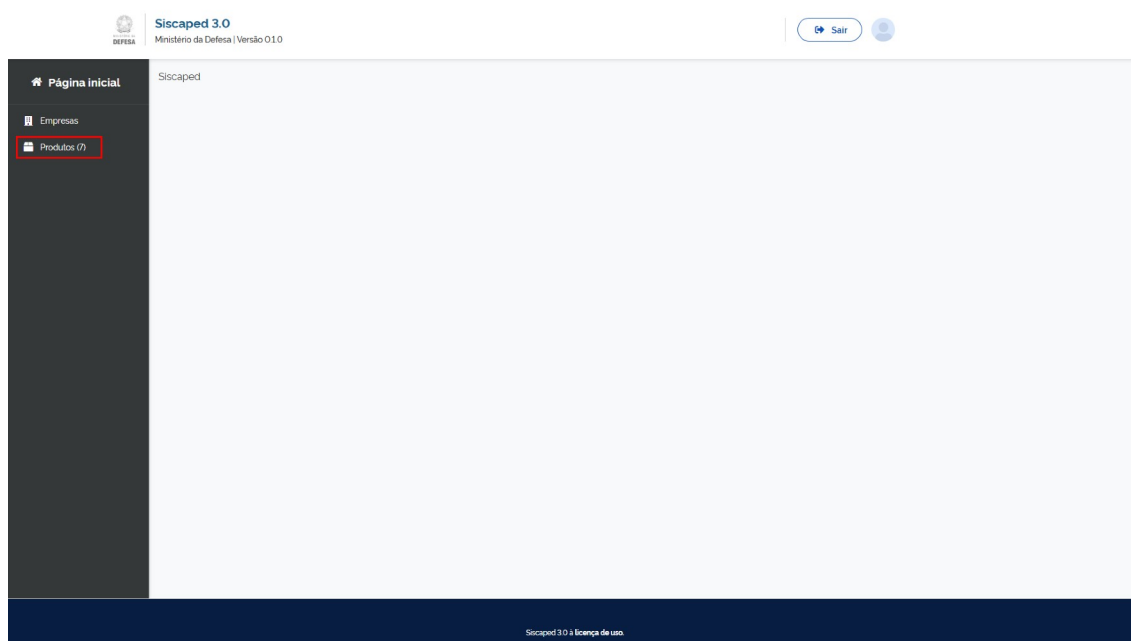 DEFESA
Siscaped 3.0
Ministério da Defesa | Versão 0.1.0
Sair
Página inicial
Siscaped
Empresas
Produtos (7)
Siscaped 3.0 à licença de uso.